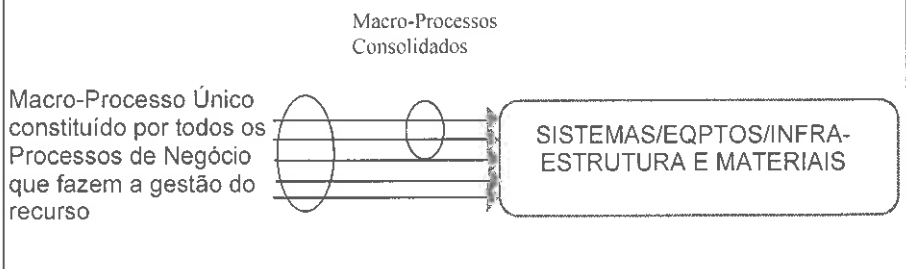 Macro-Processos
Consolidados
Macro-Processo Único
constituído por todos os
Processos de Negócio
que fazem a gestão do
recurso
SISTEMAS/EQPTOS/INFRA-
ESTRUTURA E MATERIAIS